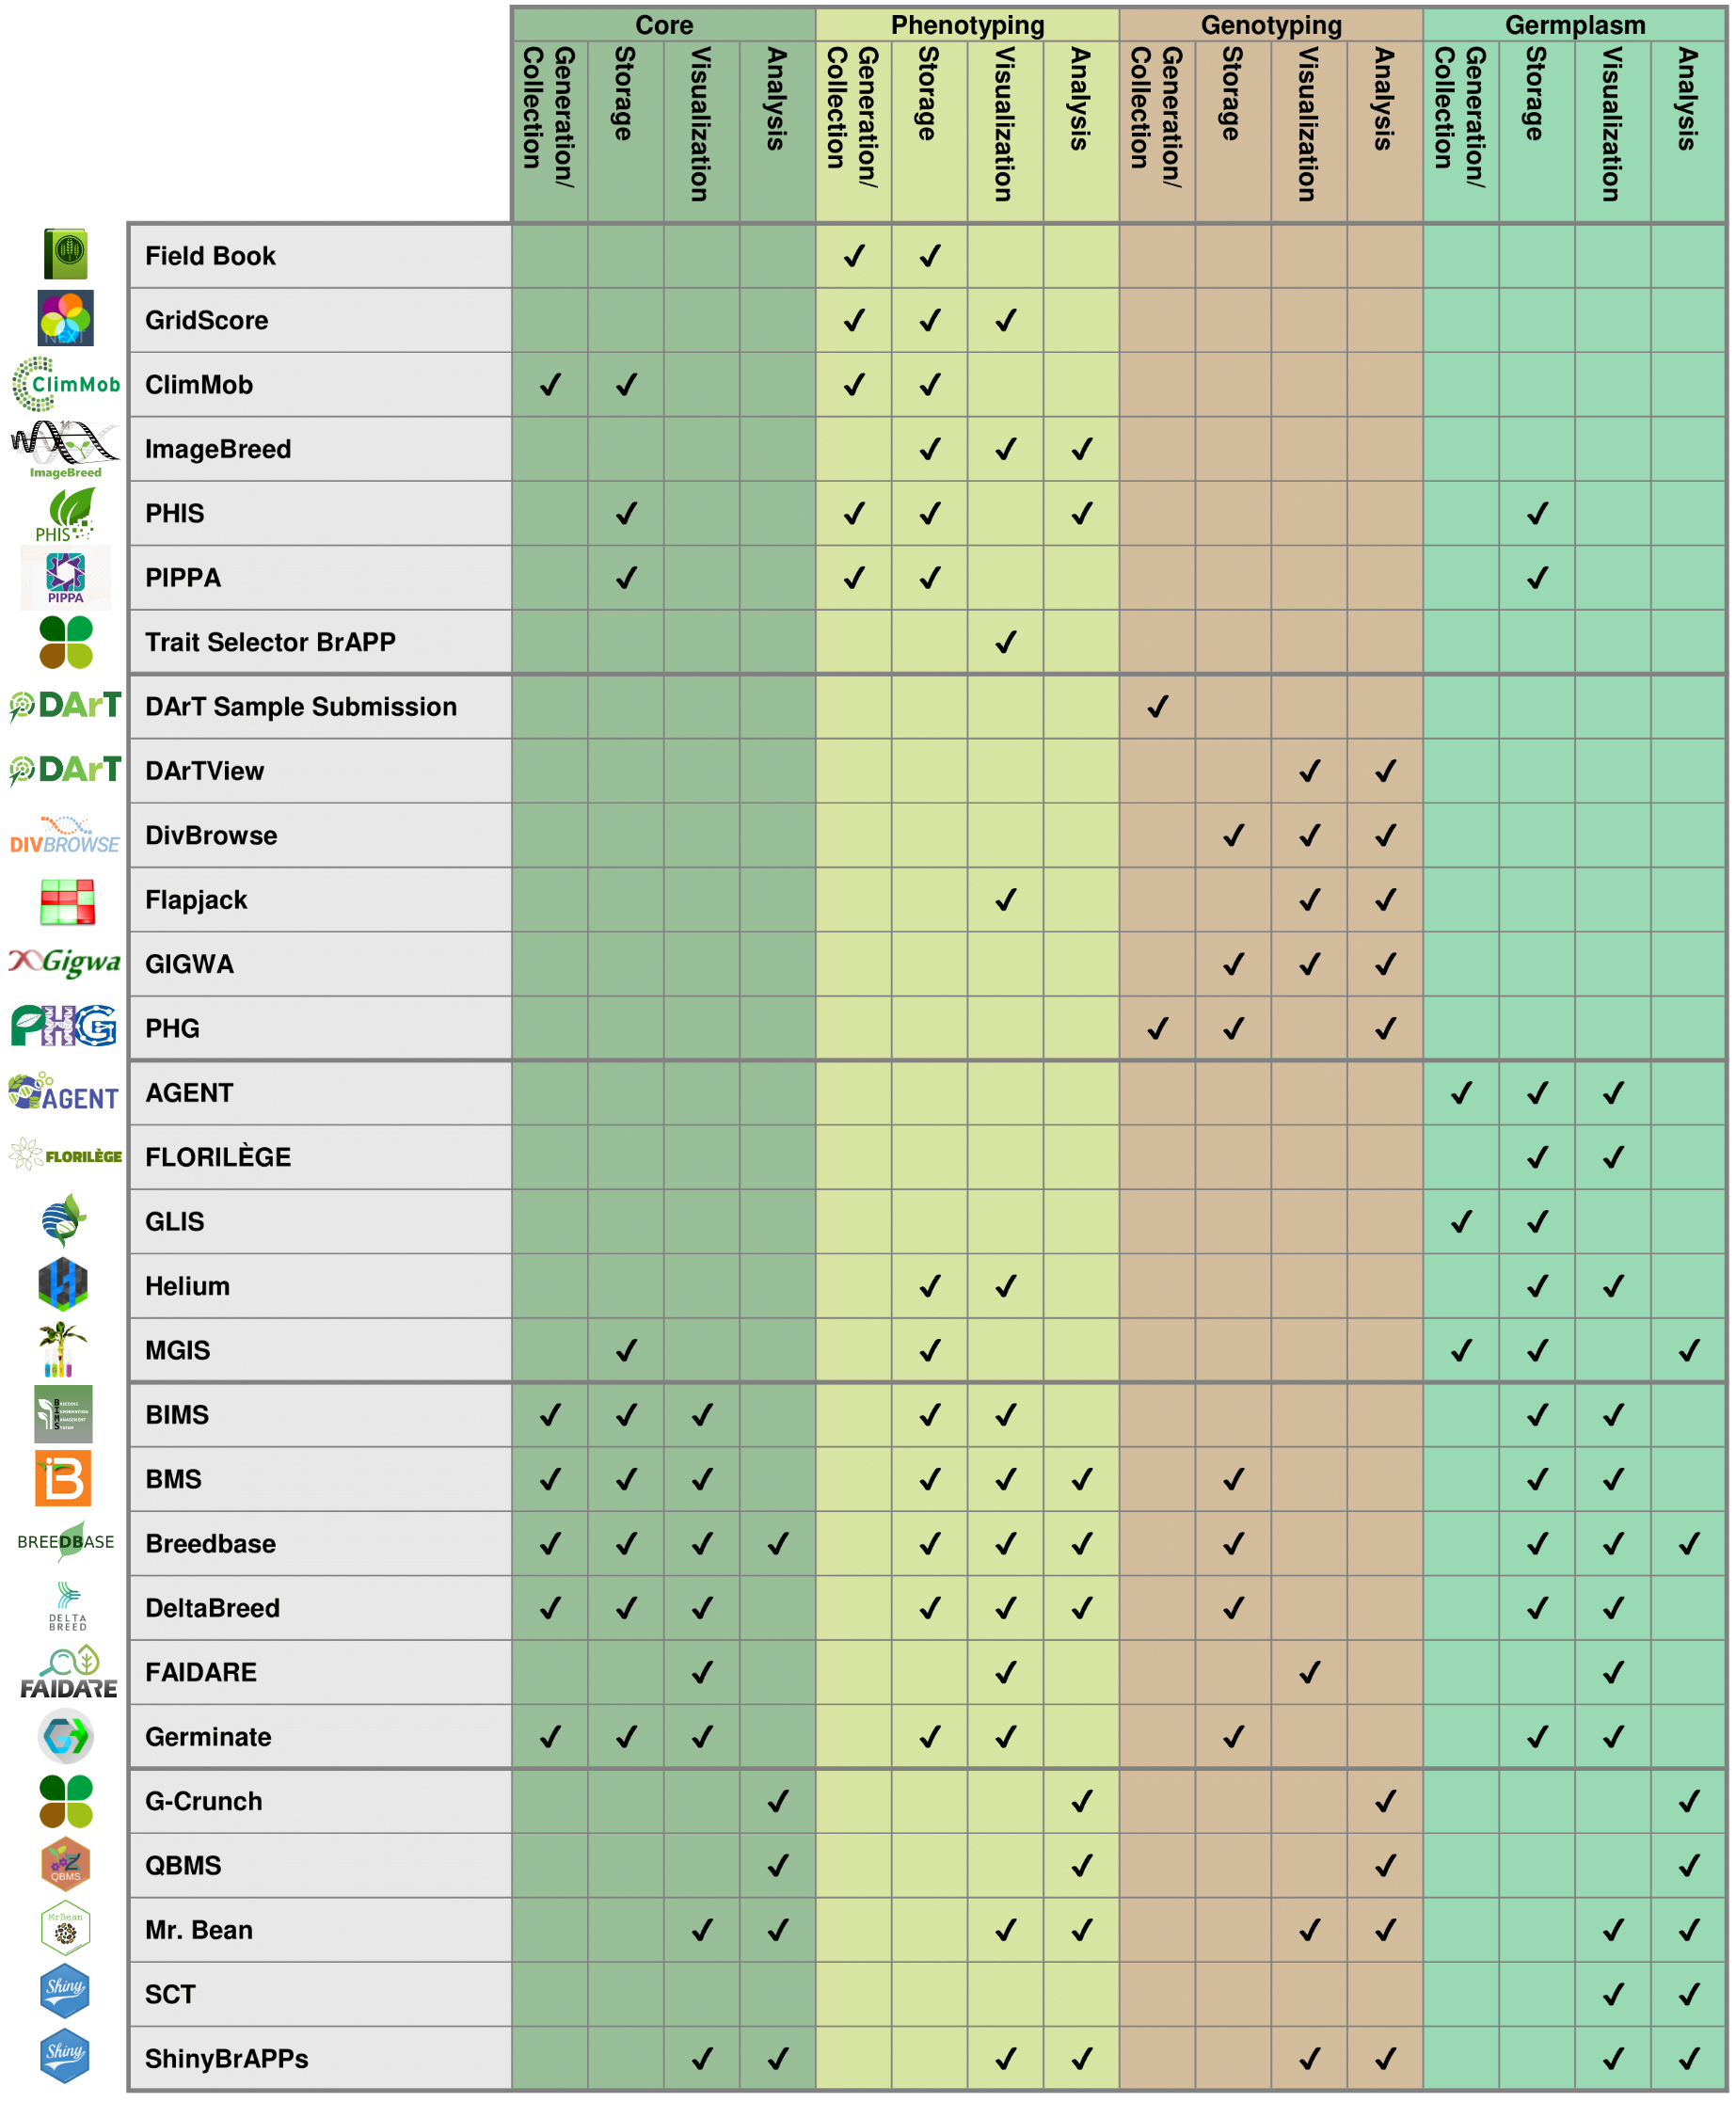 Core Phenotyping Genotyping Germplasm
Generation/ Collection Storage Visualization Analysis Generation/ Collection Storage Visualization Analysis Generation/ Collection Storage Visualization Analysis Generation/ Collection Storage Visualization Analysis
Field Book ✓ ✓
NEXT GridScore ✓ ✓ ✓
ClimMob ClimMob ✓ ✓ ✓ ✓
ImageBreed ImageBreed ✓ ✓ ✓
PHIS PHIS ✓ ✓ ✓ ✓ ✓
PIPPA PIPPA ✓ ✓ ✓ ✓
Trait Selector BrAPP ✓
DArT DArT Sample Submission ✓
DArT DArTView ✓ ✓
DIVBROWSE DivBrowse ✓ ✓ ✓
Flapjack ✓ ✓ ✓
Gigwa GIGWA ✓ ✓ ✓
PHG PHG ✓ ✓ ✓
AGENT AGENT ✓ ✓ ✓
FLORILÈGE FLORILÈGE ✓ ✓
GLIS ✓ ✓
H Helium ✓ ✓ ✓ ✓
MGIS ✓ ✓ ✓ ✓ ✓
BIMS ✓ ✓ ✓ ✓ ✓ ✓ ✓
B BMS ✓ ✓ ✓ ✓ ✓ ✓ ✓ ✓ ✓
BREEDBASE Breedbase ✓ ✓ ✓ ✓ ✓ ✓ ✓ ✓ ✓ ✓ ✓
DELTA BREED DeltaBreed ✓ ✓ ✓ ✓ ✓ ✓ ✓ ✓ ✓
FAIDARE FAIDARE ✓ ✓ ✓ ✓
Germinate ✓ ✓ ✓ ✓ ✓ ✓ ✓ ✓
G-Crunch ✓ ✓ ✓ ✓
QBMS QBMS ✓ ✓ ✓ ✓
MrBean Mr. Bean ✓ ✓ ✓ ✓ ✓ ✓ ✓ ✓
Shiny SCT ✓ ✓
Shiny ShinyBrAPPs ✓ ✓ ✓ ✓ ✓ ✓ ✓ ✓